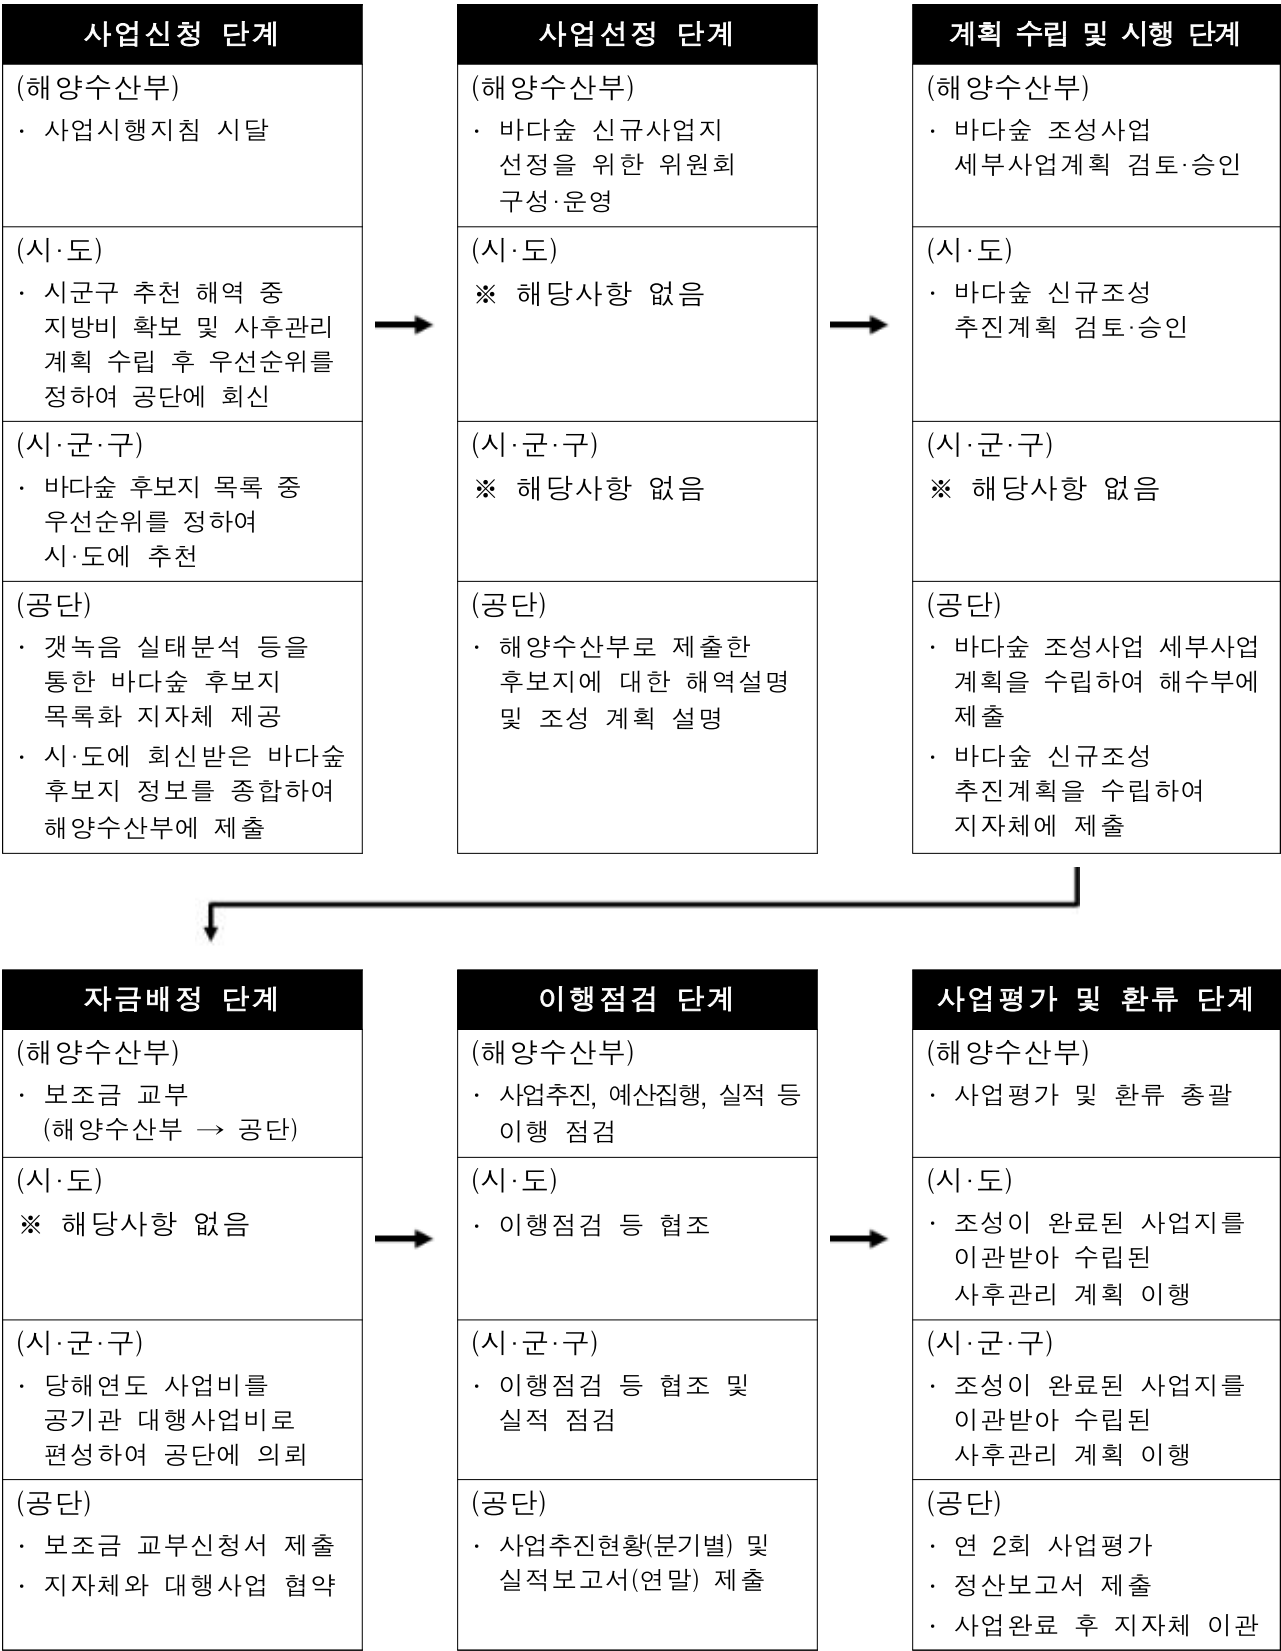 사업신청 단계
(해양수산부)
· 사업시행지침 시달
(시·도)
· 시군구 추천 해역 중
지방비 확보 및 사후관리
계획 수립 후 우선순위를
정하여 공단에 회신
(시·군·구)
· 바다숲 후보지 목록 중
우선순위를 정하여
시·도에 추천
(공단)
· 갯녹음 실태분석 등을
통한 바다숲 후보지
목록화 지자체 제공
· 시·도에 회신받은 바다숲
후보지 정보를 종합하여
해양수산부에 제출
사업선정 단계
(해양수산부)
· 바다숲 신규사업지
선정을 위한 위원회
구성·운영
(시·도)
※ 해당사항 없음
(시·군·구)
※ 해당사항 없음
(공단)
· 해양수산부로 제출한
후보지에 대한 해역설명
및 조성 계획 설명
계획 수립 및 시행 단계
(해양수산부)
· 바다숲 조성사업
세부사업계획 검토·승인
(시·도)
· 바다숲 신규조성
추진계획 검토·승인
(시·군·구)
※ 해당사항 없음
(공단)
· 바다숲 조성사업 세부사업
계획을 수립하여 해수부에
제출
· 바다숲 신규조성
추진계획을 수립하여
지자체에 제출
자금배정 단계
(해양수산부)
· 보조금 교부
(해양수산부 → 공단)
(시·도)
※ 해당사항 없음
(시·군·구)
· 당해연도 사업비를
공기관 대행사업비로
편성하여 공단에 의뢰
(공단)
· 보조금 교부신청서 제출
· 지자체와 대행사업 협약
이행점검 단계
(해양수산부)
· 사업추진, 예산집행, 실적 등
이행 점검
(시·도)
· 이행점검 등 협조
(시·군·구)
· 이행점검 등 협조 및
실적 점검
(공단)
· 사업추진현황(분기별) 및
실적보고서(연말) 제출
사업평가 및 환류 단계
(해양수산부)
· 사업평가 및 환류 총괄
(시·도)
· 조성이 완료된 사업지를
이관받아 수립된
사후관리 계획 이행
(시·군·구)
· 조성이 완료된 사업지를
이관받아 수립된
사후관리 계획 이행
(공단)
· 연 2회 사업평가
· 정산보고서 제출
· 사업완료 후 지자체 이관